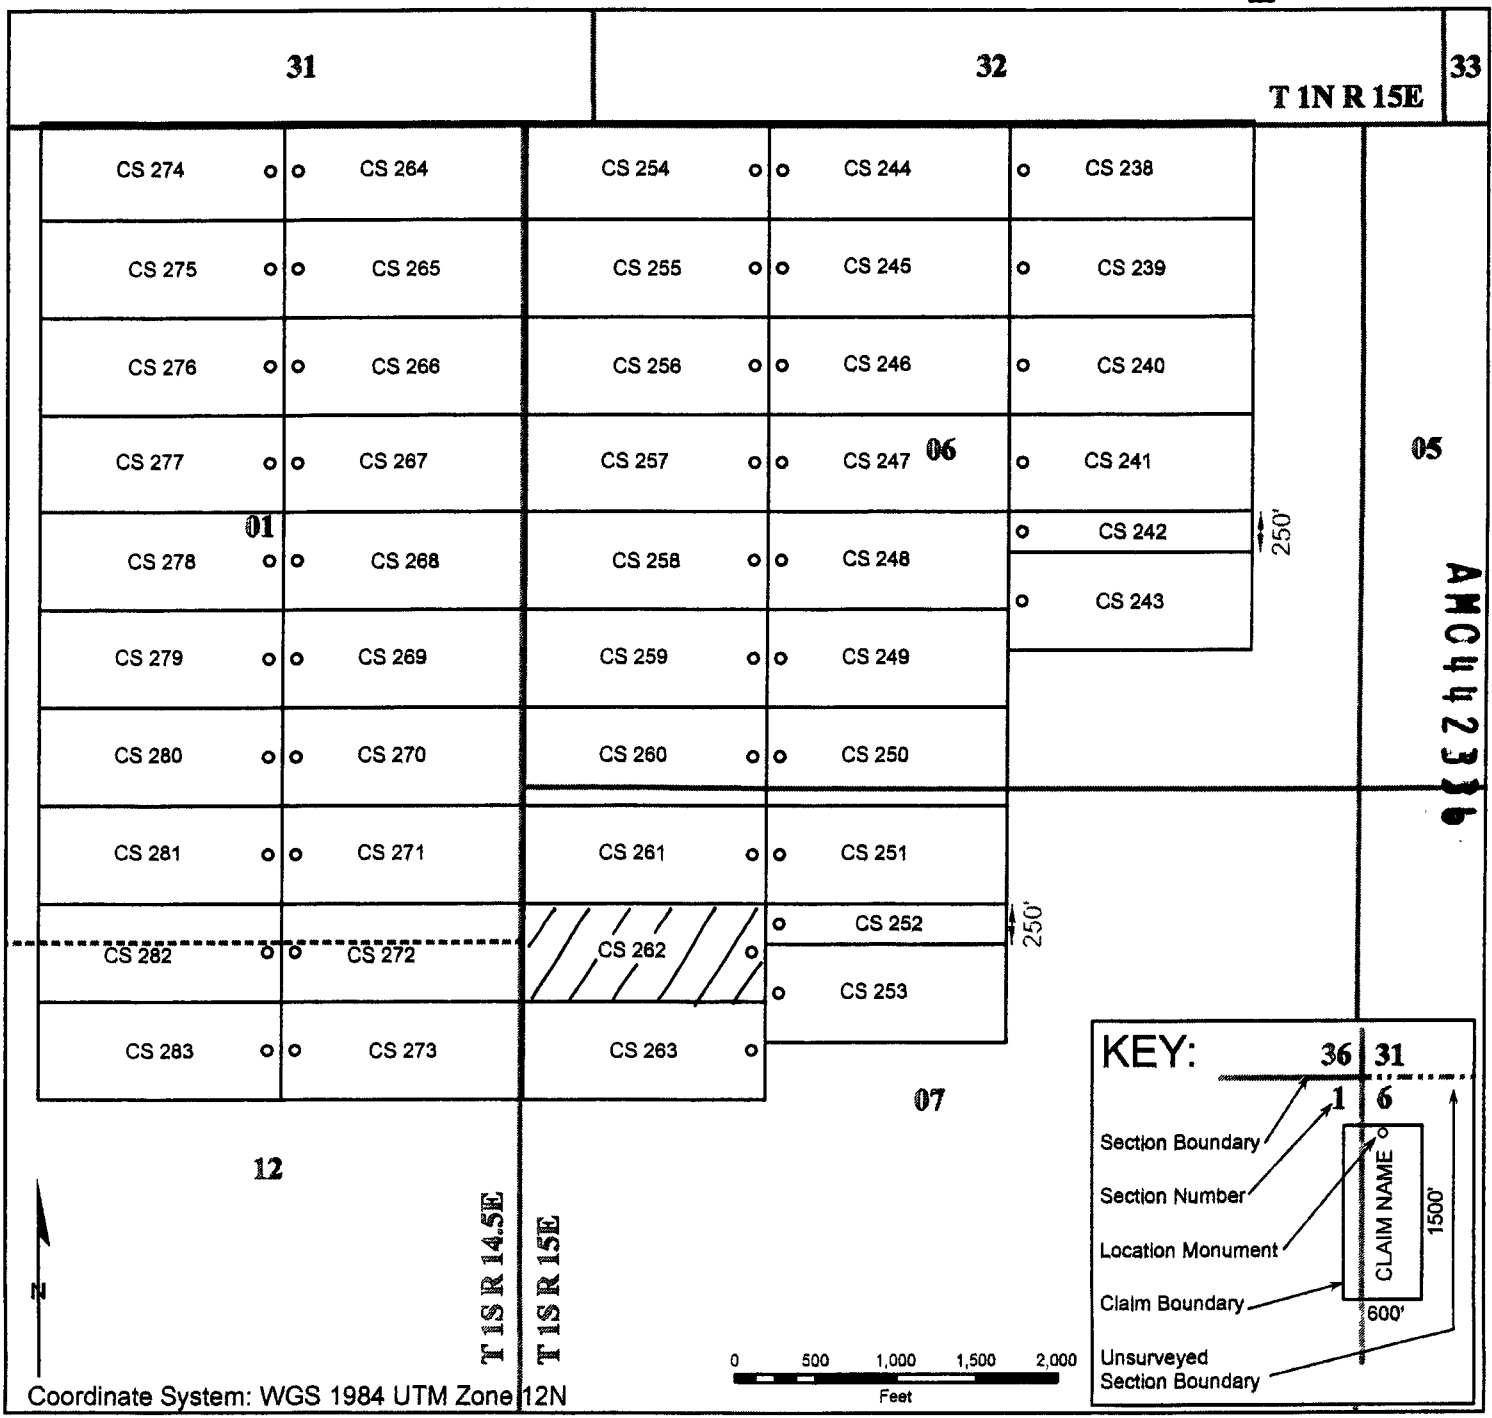 31 32 33
T 1N R 15E
CS 274 CS 264 CS 254 CS 244 CS 238
CS 275 CS 265 CS 255 CS 245 CS 239
CS 276 CS 266 CS 256 CS 246 CS 240
CS 277 CS 267 CS 257 CS 247 06 CS 241 05
01
CS 242 250'
CS 278 CS 268 CS 258 CS 248
CS 243
CS 279 CS 269 CS 259 CS 249
AMC442336
CS 280 CS 270 CS 260 CS 250
CS 281 CS 271 CS 261 CS 251
CS 252 250'
CS 282 CS 272 CS 262
CS 253
CS 283 CS 273 CS 263
07
12
T 1S R 14.5E
T 1S R 15E
N
KEY:
36 31
1 6
Section Boundary
Section Number
Location Monument
Claim Boundary
Unsurveyed
Section Boundary
CLAIM NAME
1500'
600'
0 500 1,000 1,500 2,000
Feet
Coordinate System: WGS 1984 UTM Zone 12N